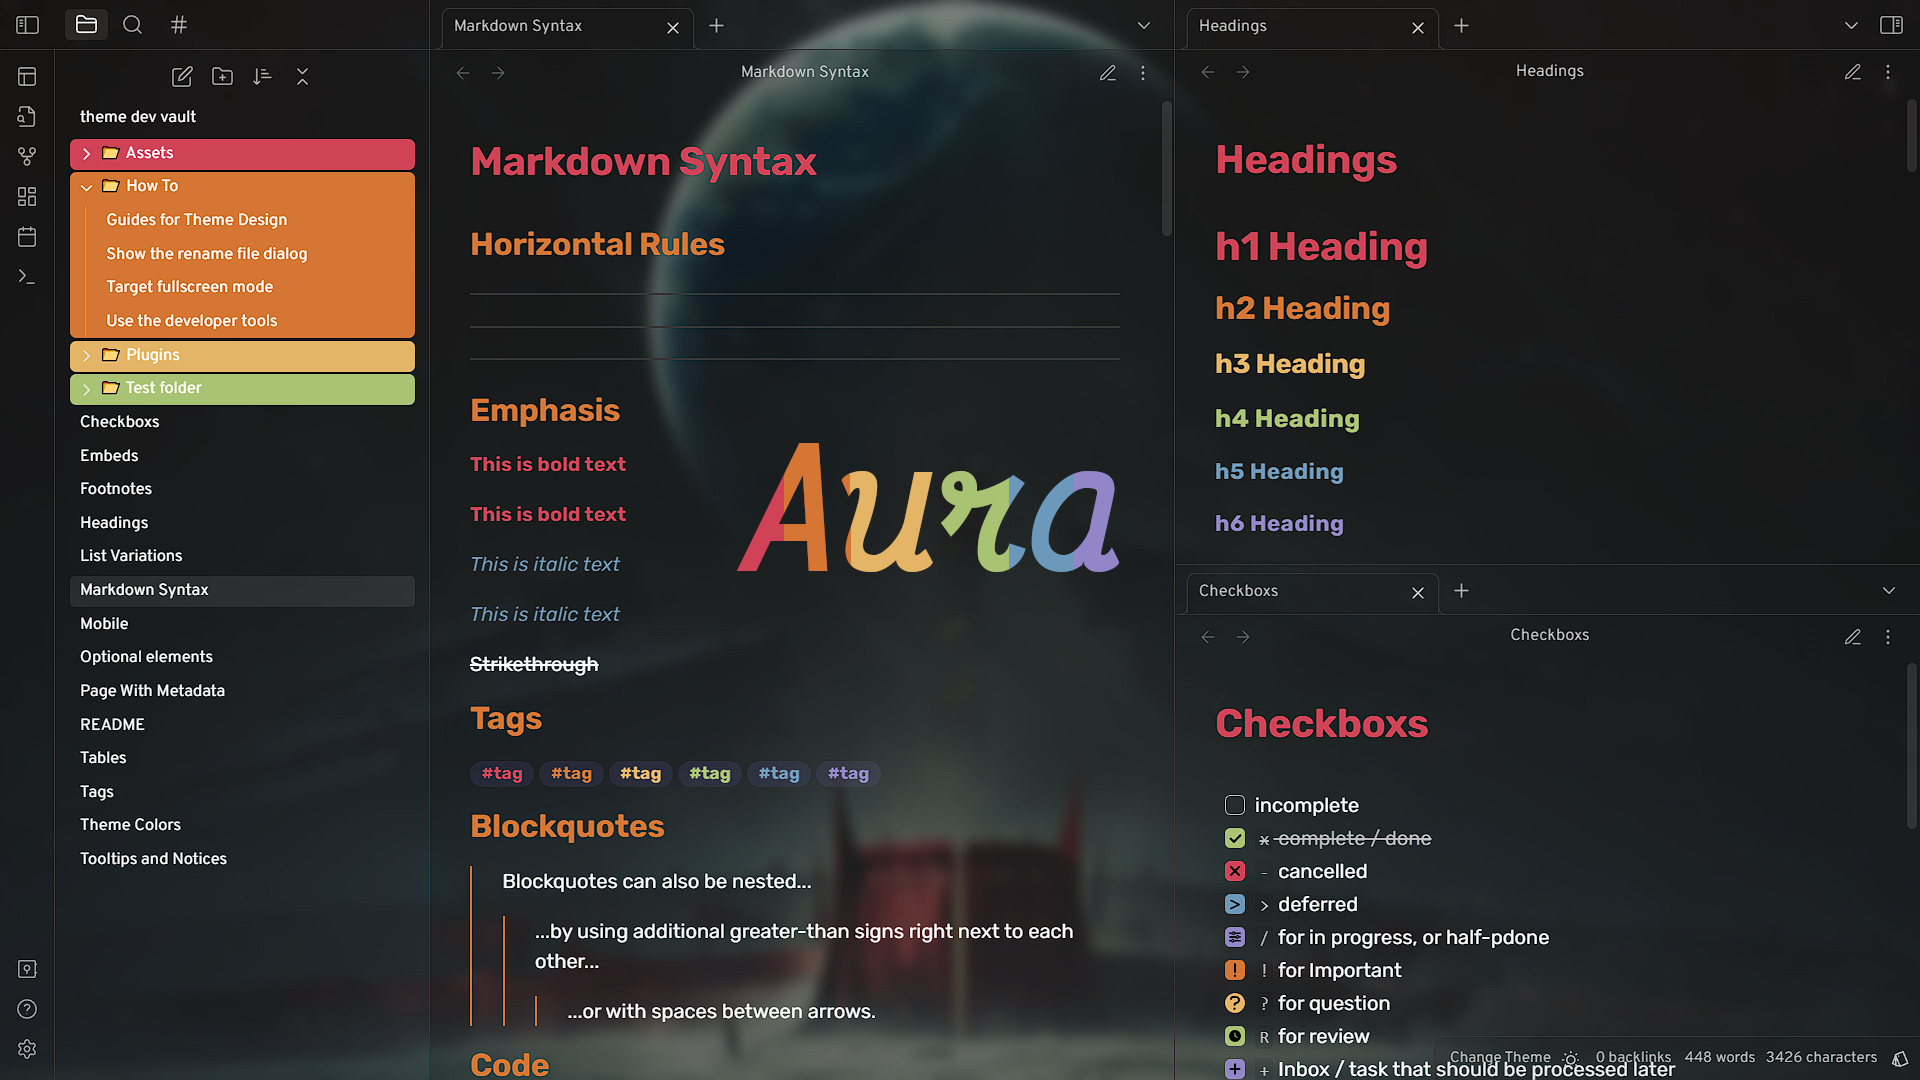 theme dev vault
Assets
How To
Guides for Theme Design
Show the rename file dialog
Target fullscreen mode
Use the developer tools
Plugins
Test folder
Checkboxs
Embeds
Footnotes
Headings
List Variations
Markdown Syntax
Mobile
Optional elements
Page With Metadata
README
Tables
Tags
Theme Colors
Tooltips and Notices
Markdown Syntax
Markdown Syntax
Markdown Syntax
Horizontal Rules
Emphasis
This is bold text
This is bold text
This is italic text
This is italic text
Strikethrough
Aura
Tags
#tag #tag #tag #tag #tag #tag
Blockquotes
Blockquotes can also be nested...
...by using additional greater-than signs right next to each
other...
...or with spaces between arrows.
Code
Headings
Headings
Headings
h1 Heading
h2 Heading
h3 Heading
h4 Heading
h5 Heading
h6 Heading
Checkboxs
Checkboxs
Checkboxs
incomplete
x complete / done
- cancelled
> deferred
/ for in progress, or half-pdone
! for Important
? for question
R for review
+ Inbox / task that should be processed later
Change Theme 0 backlinks 448 words 3426 characters